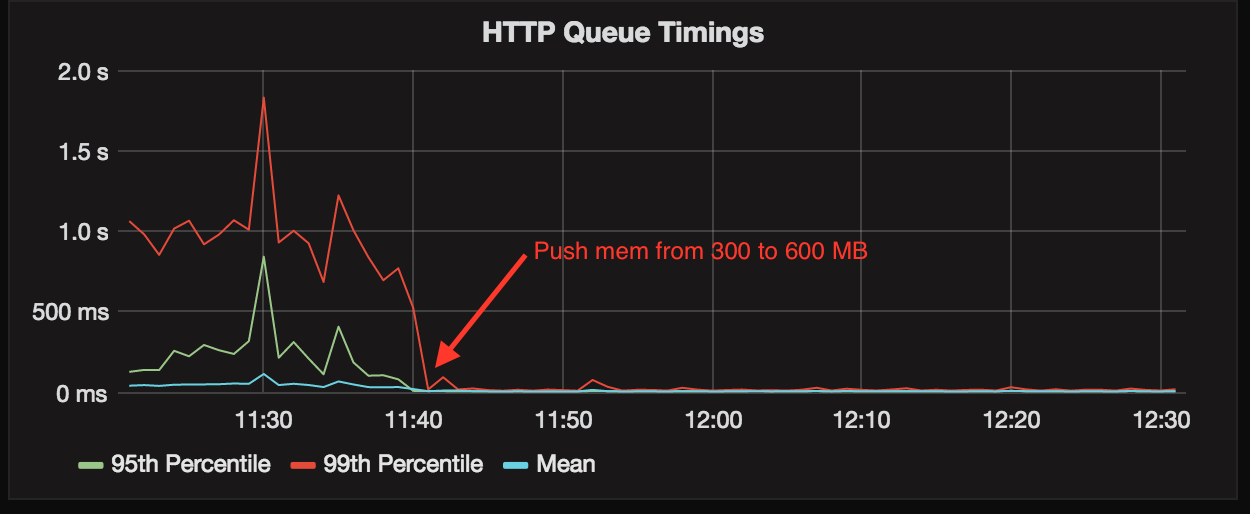 HTTP Queue Timings
2.0 s
1.5 s
1.0 s
Push mem from 300 to 600 MB
500 ms
0 ms
11:30 11:40 11:50 12:00 12:10 12:20 12:30
95th Percentile 99th Percentile Mean